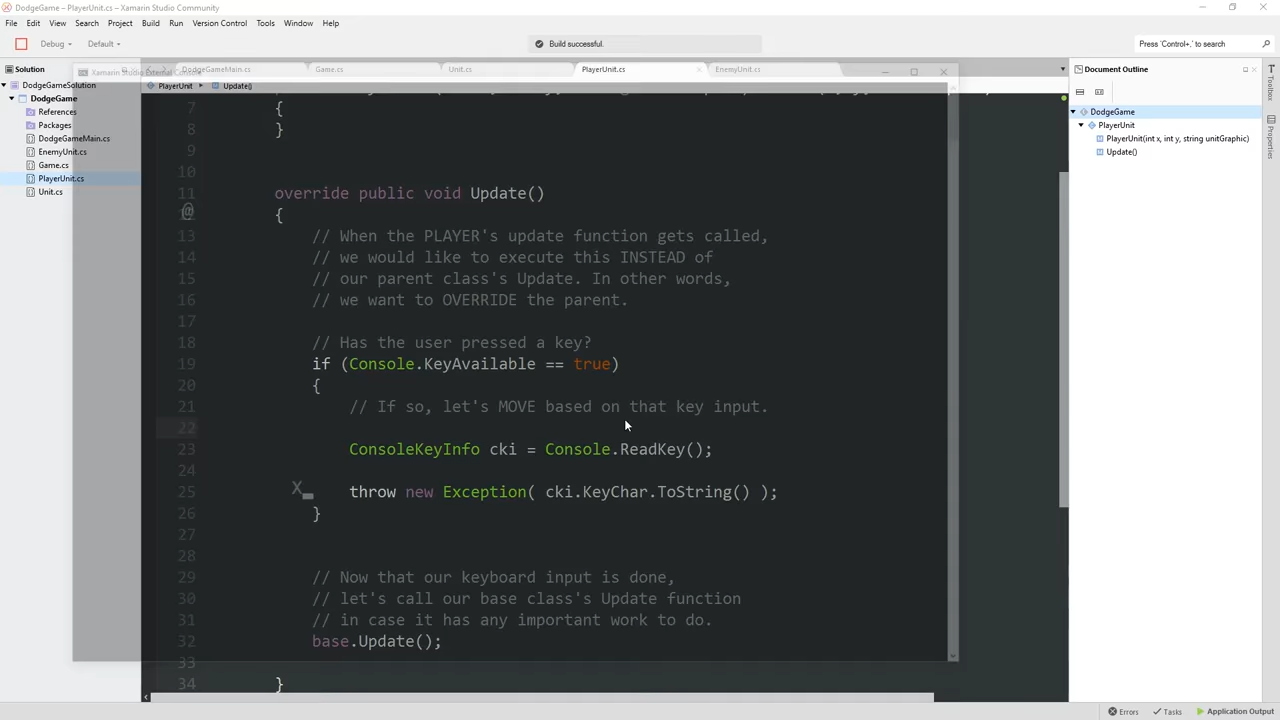 DodgeGame – PlayerUnit.cs – Xamarin Studio Community
File Edit View Search Project Build Run Version Control Tools Window Help
Debug Default Build successful. Press 'Control+,' to search
Solution
DodgeGameSolution
DodgeGame
References
Packages
DodgeGameMain.cs
EnemyUnit.cs
Game.cs
PlayerUnit.cs
Unit.cs
Xamarin Studio External Console
DodgeGameMain.cs Game.cs Unit.cs PlayerUnit.cs EnemyUnit.cs
PlayerUnit Update()
7 {
8 }
9
10
11 override public void Update()
@ {
13 // When the PLAYER's update function gets called,
14 // we would like to execute this INSTEAD of
15 // our parent class's Update. In other words,
16 // we want to OVERRIDE the parent.
17
18 // Has the user pressed a key?
19 if (Console.KeyAvailable == true)
20 {
21 // If so, let's MOVE based on that key input.
22
23 ConsoleKeyInfo cki = Console.ReadKey();
24
25 X_ throw new Exception( cki.KeyChar.ToString() );
26 }
27
28
29 // Now that our keyboard input is done,
30 // let's call our base class's Update function
31 // in case it has any important work to do.
32 base.Update();
33
34 }
Document Outline
DodgeGame
PlayerUnit
PlayerUnit(int x, int y, string unitGraphic)
Update()
Toolbox
Properties
Errors Tasks Application Output